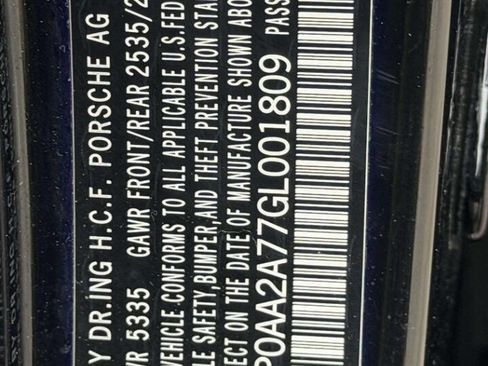 Y DR.ING H.C.F. PORSCHE AG
VR 5335 GAWR FRONT/REAR 2535/2
VEHICLE CONFORMS TO ALL APPLICABLE U.S.FED
LE SAFETY,BUMPER,AND THEFT PREVENTION STA
ECT ON THE DATE OF MANUFACTURE SHOWN ABO
P0AA2A77GL001809 PASS